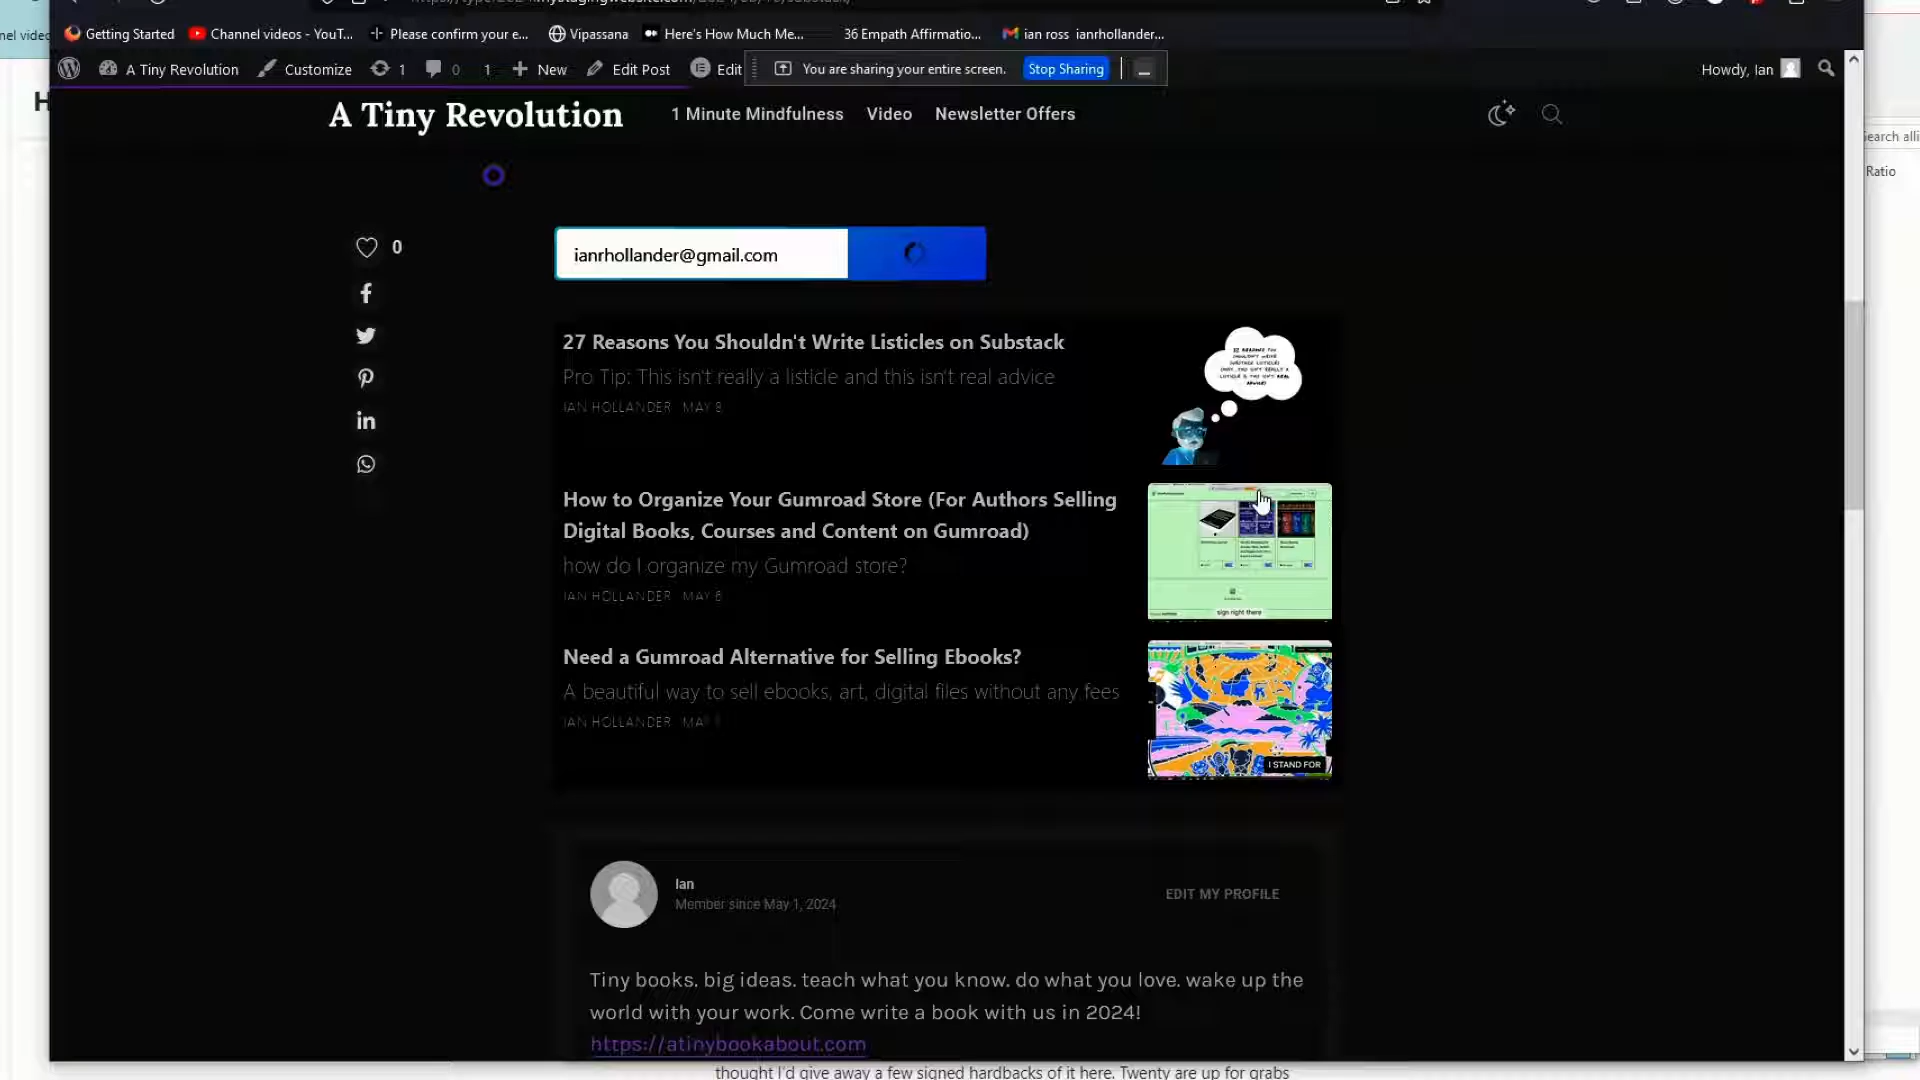 Getting Started
Channel videos - YouT...
Please confirm your e...
Vipassana
Here's How Much Me...
36 Empath Affirmatio...
ian ross ianrhollander...
A Tiny Revolution
Customize
1
0
1
New
Edit Post
Edit
You are sharing your entire screen.
Stop Sharing
Howdy, Ian
A Tiny Revolution
1 Minute Mindfulness
Video
Newsletter Offers
Ratio
0
ianrhollander@gmail.com
27 Reasons You Shouldn't Write Listicles on Substack
Pro Tip: This isn't really a listicle and this isn't real advice
IAN HOLLANDER MAY 8
How to Organize Your Gumroad Store (For Authors Selling
Digital Books, Courses and Content on Gumroad)
how do I organize my Gumroad store?
IAN HOLLANDER MAY 6
sign right there
Need a Gumroad Alternative for Selling Ebooks?
A beautiful way to sell ebooks, art, digital files without any fees
IAN HOLLANDER MAY
I STAND FOR
Ian
Member since May 1, 2024
EDIT MY PROFILE
Tiny books. big ideas. teach what you know. do what you love. wake up the
world with your work. Come write a book with us in 2024!
https://atinybookabout.com
thought I'd give away a few signed hardbacks of it here. Twenty are up for grabs